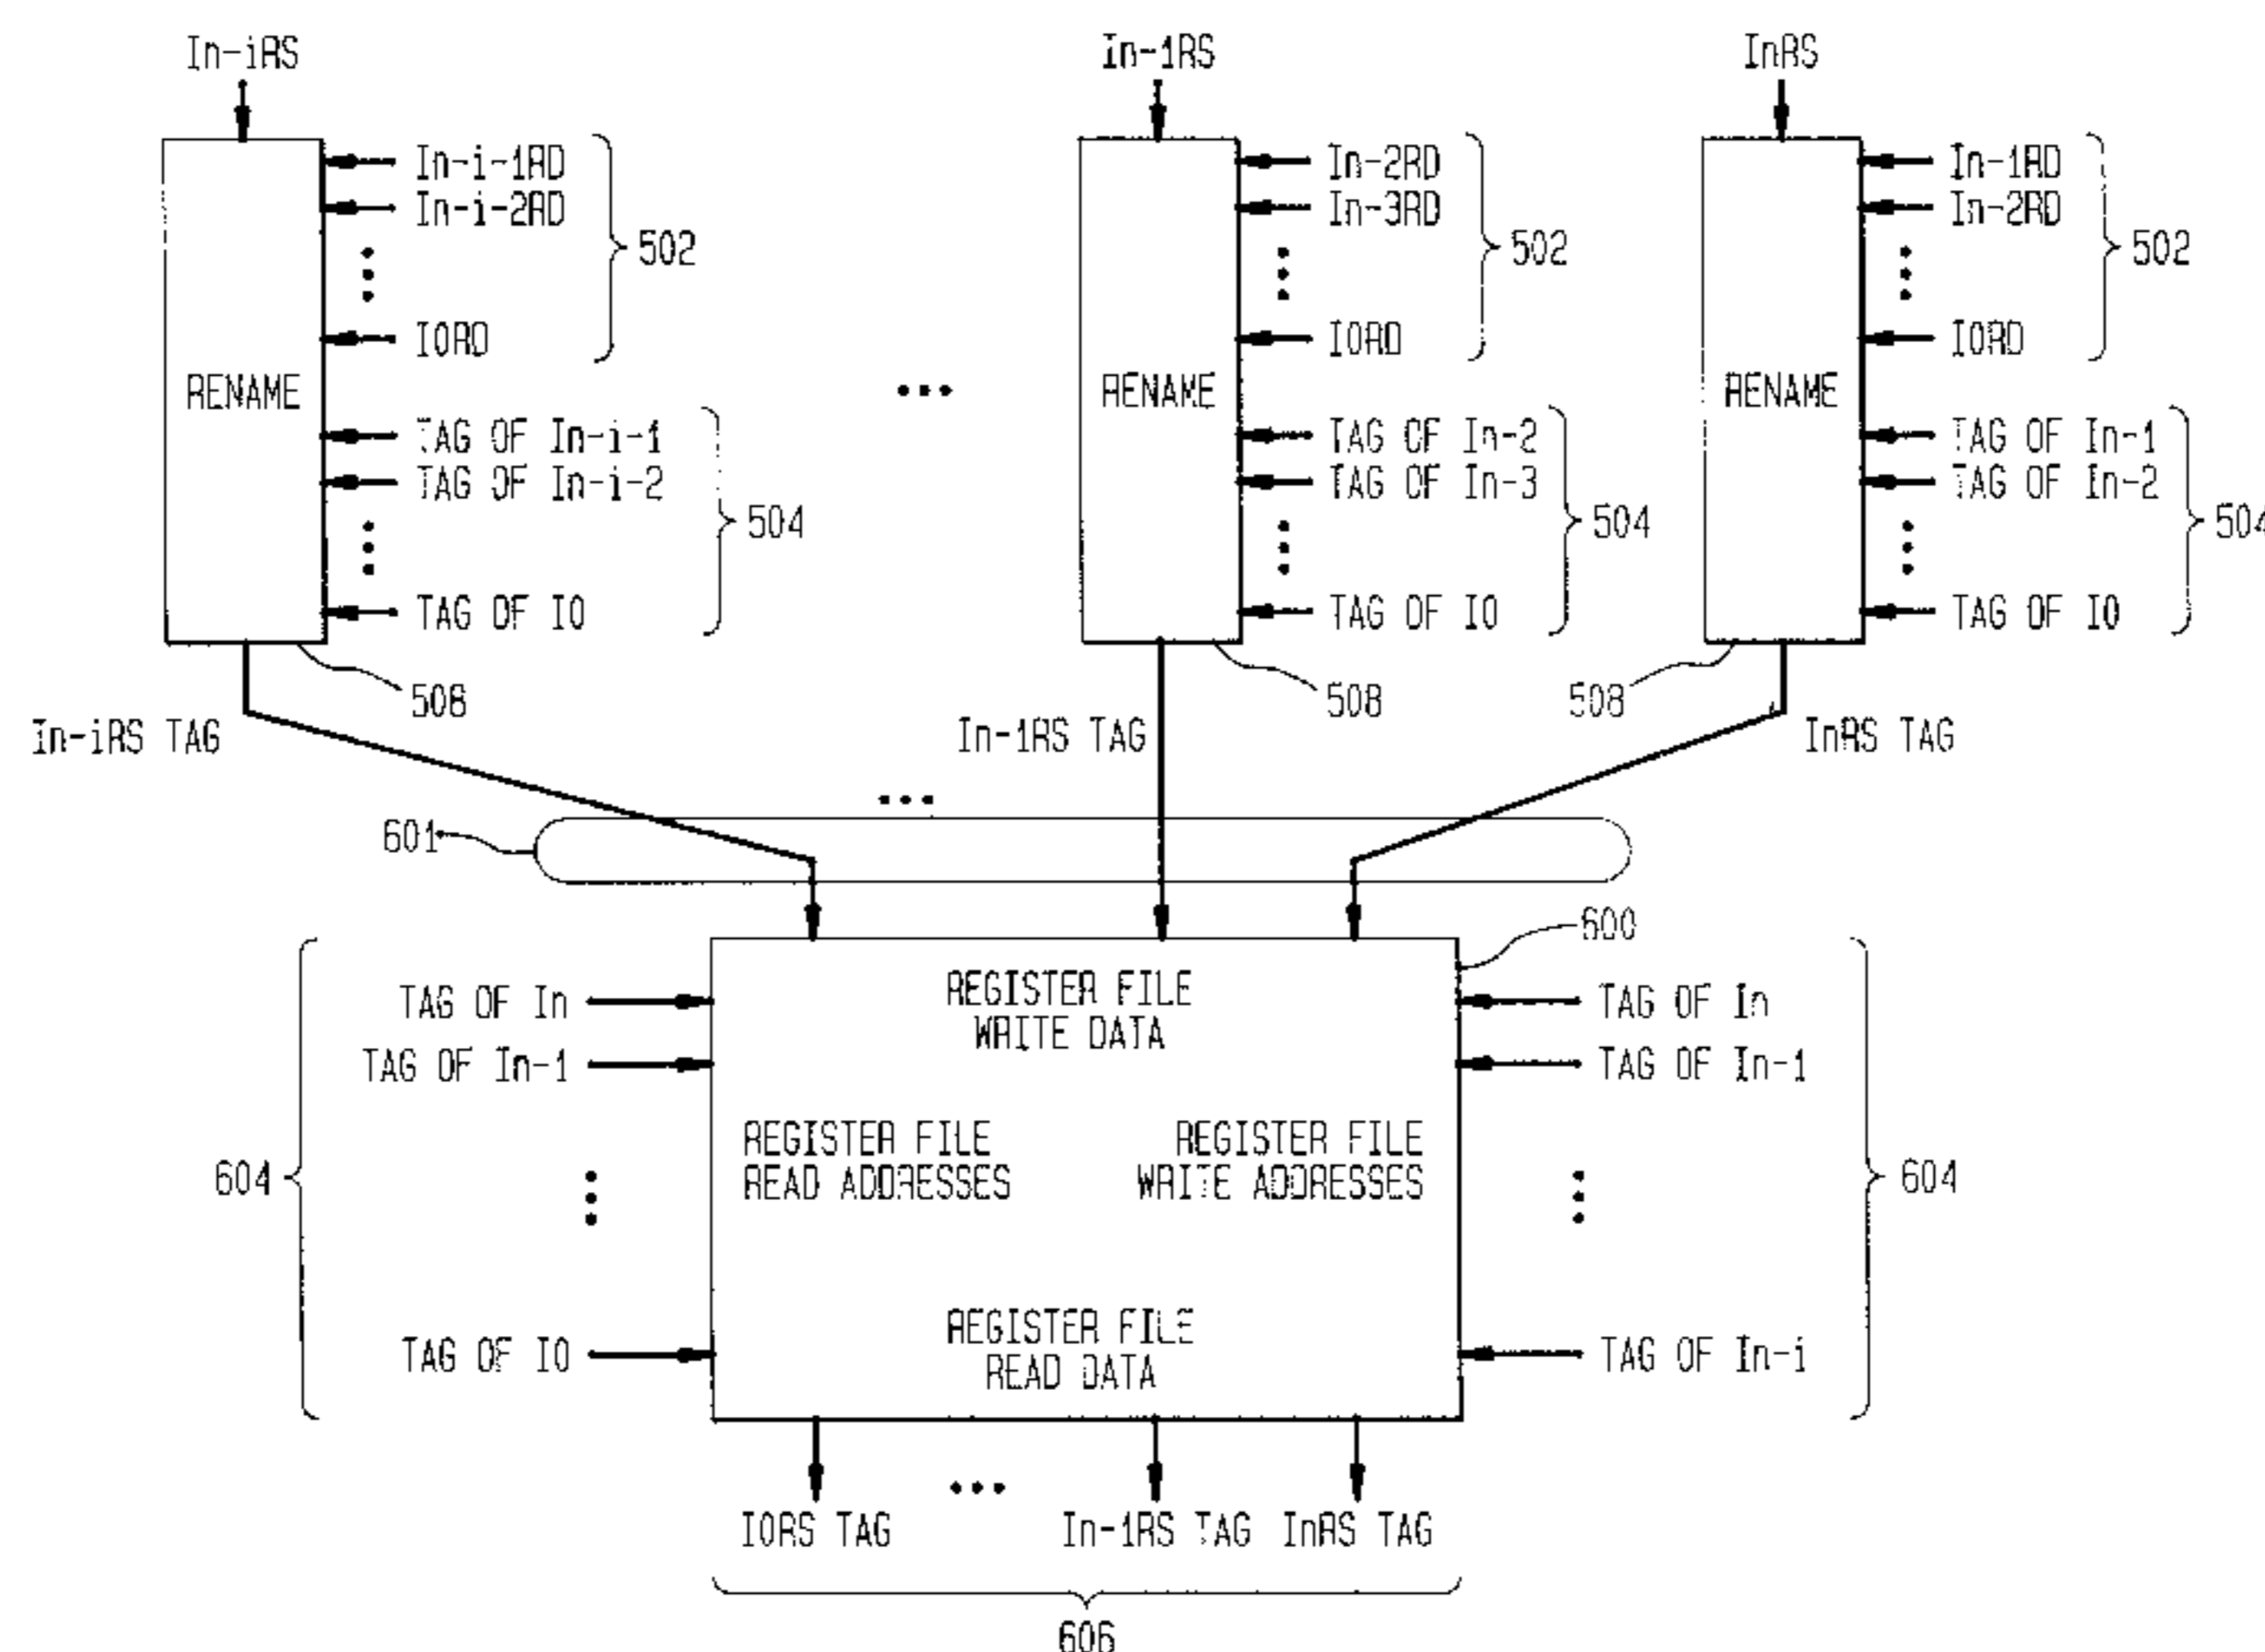 In-iRS In-1RS InRS
In-i-1RD In-2RD In-1RD
In-i-2RD In-3RD In-2RD
502 502 502
I0RD I0RD I0RD
RENAME RENAME RENAME
TAG OF In-i-1 TAG OF In-2 TAG OF In-1
TAG OF In-i-2 TAG OF In-3 TAG OF In-2
504 504 504
TAG OF I0 TAG OF I0 TAG OF I0
508 508 508
In-iRS TAG In-1RS TAG InRS TAG
601
600
TAG OF In REGISTER FILE TAG OF In
WRITE DATA
TAG OF In-1 TAG OF In-1
REGISTER FILE REGISTER FILE
604 READ ADDRESSES WRITE ADDRESSES 604
REGISTER FILE
TAG OF I0 READ DATA TAG OF In-i
I0RS TAG In-1RS TAG InRS TAG
606